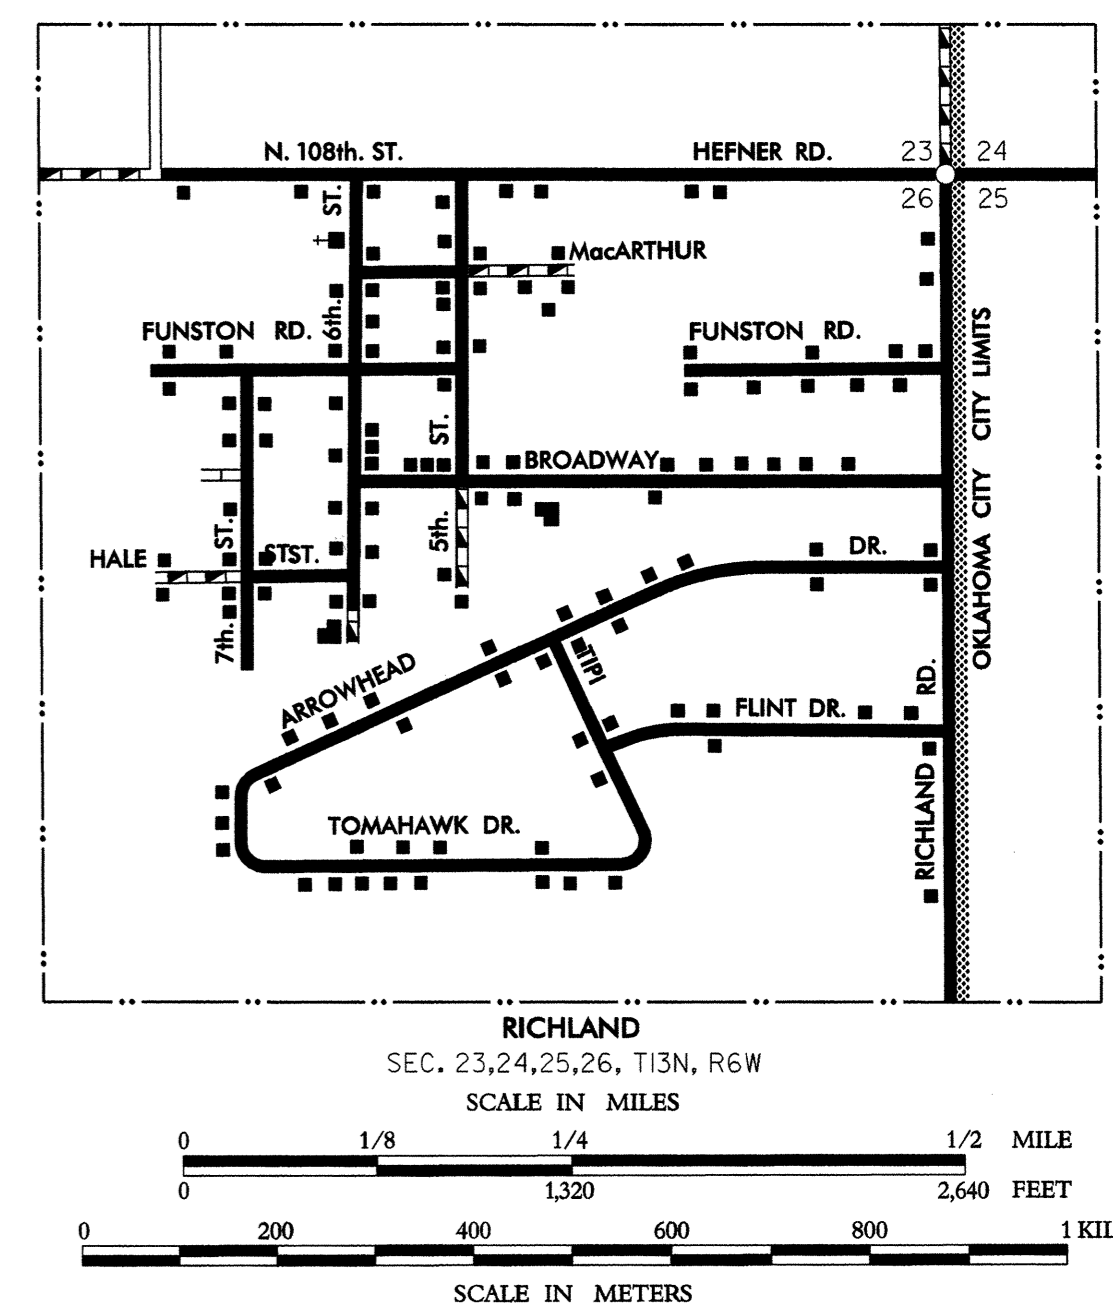 N. 108th. ST.
HEFNER RD.
23 24
26 25
ST.
MacARTHUR
6th.
FUNSTON RD.
FUNSTON RD.
OKLAHOMA CITY CITY LIMITS
ST.
BROADWAY
5th.
ST.
HALE
STST.
7th.
DR.
ARROWHEAD
TIPI
RD.
FLINT DR.
RICHLAND
TOMAHAWK DR.
RICHLAND
SEC. 23,24,25,26, T13N, R6W
SCALE IN MILES
0 1/8 1/4 1/2 MILE
0 1,320 2,640 FEET
0 200 400 600 800 1 KIL
SCALE IN METERS